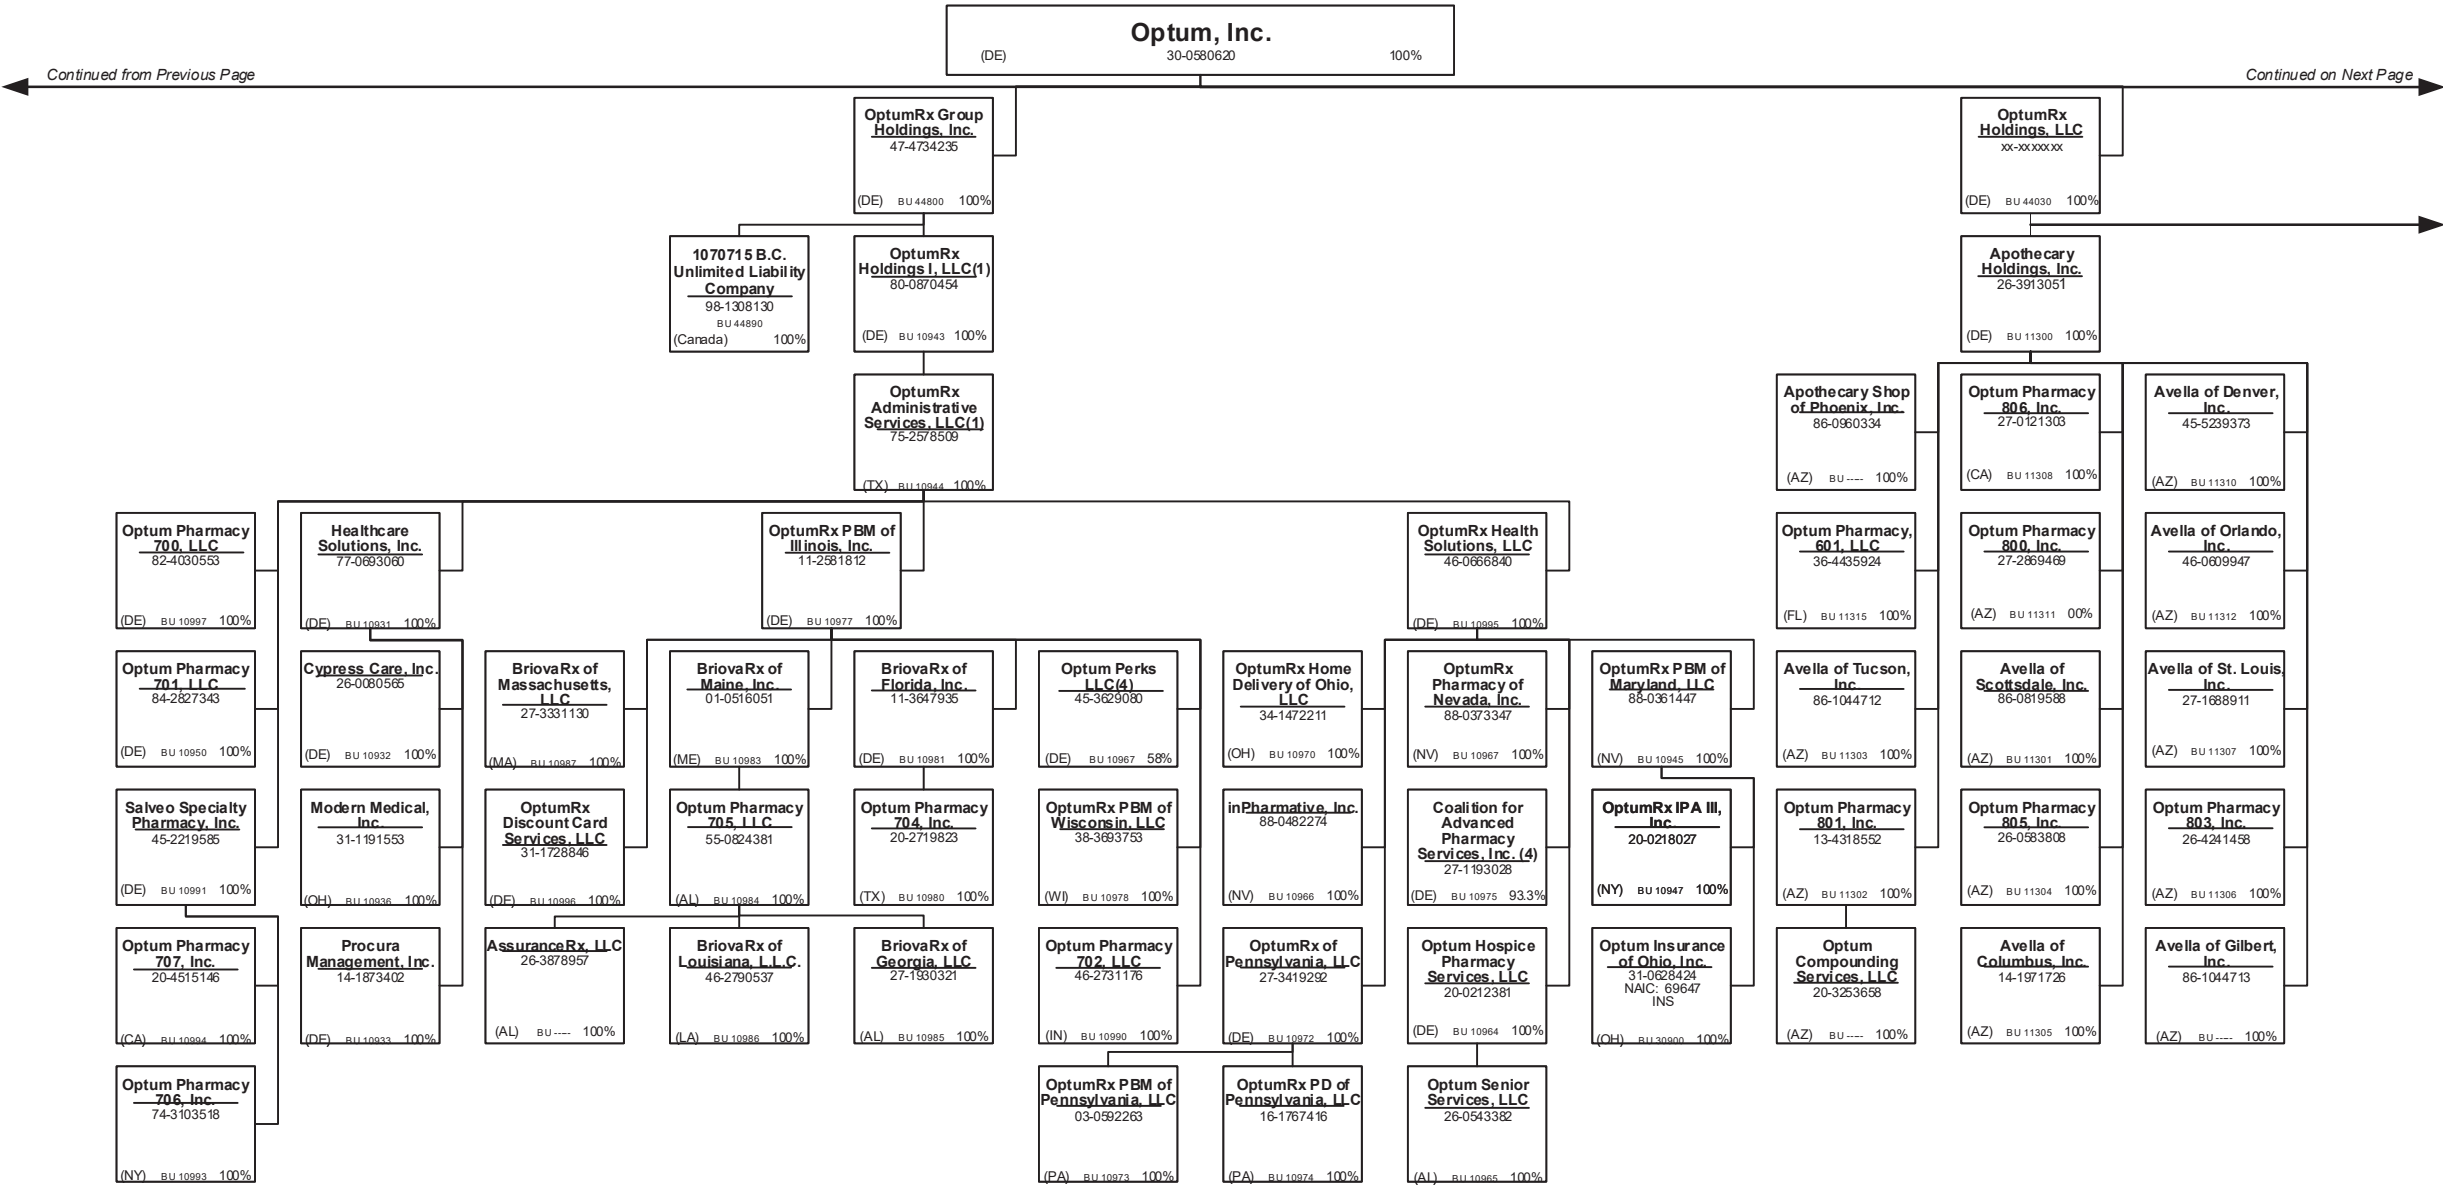 Optum, Inc.
(DE) 30-0580620 100%
Continued from Previous Page
Continued on Next Page
OptumRx Group
Holdings, Inc.
47-4734235
(DE) BU 44800 100%
OptumRx
Holdings, LLC
xx-xxxxxxx
(DE) BU 44030 100%
1070715 B.C.
Unlimited Liability
Company
98-1308130
BU 44890
(Canada) 100%
OptumRx
Holdings I, LLC(1)
80-0870454
(DE) BU 10943 100%
Apothecary
Holdings, Inc.
26-3913051
(DE) BU 11300 100%
OptumRx
Administrative
Services, LLC(1)
75-2578509
(TX) BU 10944 100%
Apothecary Shop
of Phoenix, Inc.
86-0960334
(AZ) BU ---- 100%
Optum Pharmacy
806, Inc.
27-0121303
(CA) BU 11308 100%
Avella of Denver,
Inc.
45-5239373
(AZ) BU 11310 100%
Optum Pharmacy
700, LLC
82-4030553
(DE) BU 10997 100%
Healthcare
Solutions, Inc.
77-0693060
(DE) BU 10931 100%
OptumRx PBM of
Illinois, Inc.
11-2581812
(DE) BU 10977 100%
OptumRx Health
Solutions, LLC
46-0666840
(DE) BU 10995 100%
Optum Pharmacy,
601, LLC
36-4435924
(FL) BU 11315 100%
Optum Pharmacy
800, Inc.
27-2869469
(AZ) BU 11311 00%
Avella of Orlando,
Inc.
46-0609947
(AZ) BU 11312 100%
Optum Pharmacy
701, LLC
84-2827343
(DE) BU 10950 100%
Cypress Care, Inc.
26-0080565
(DE) BU 10932 100%
BriovaRx of
Massachusetts,
LLC
27-3331130
(MA) BU 10987 100%
BriovaRx of
Maine, Inc.
01-0516051
(ME) BU 10983 100%
BriovaRx of
Florida, Inc.
11-3647935
(DE) BU 10981 100%
Optum Perks
LLC(4)
45-3629080
(DE) BU 10967 58%
OptumRx Home
Delivery of Ohio,
LLC
34-1472211
(OH) BU 10970 100%
OptumRx
Pharmacy of
Nevada, Inc.
88-0373347
(NV) BU 10967 100%
OptumRx PBM of
Maryland, LLC
88-0361447
(NV) BU 10945 100%
Avella of Tucson,
Inc.
86-1044712
(AZ) BU 11303 100%
Avella of
Scottsdale, Inc.
86-0819588
(AZ) BU 11301 100%
Avella of St. Louis,
Inc.
27-1688911
(AZ) BU 11307 100%
Salveo Specialty
Pharmacy, Inc.
45-2219585
(DE) BU 10991 100%
Modern Medical,
Inc.
31-1191553
(OH) BU 10936 100%
OptumRx
Discount Card
Services, LLC
31-1728846
(DE) BU 10996 100%
Optum Pharmacy
705, LLC
55-0824381
(AL) BU 10984 100%
Optum Pharmacy
704, Inc.
20-2719823
(TX) BU 10980 100%
OptumRx PBM of
Wisconsin, LLC
38-3693753
(WI) BU 10978 100%
inPharmative, Inc.
88-0482274
(NV) BU 10966 100%
Coalition for
Advanced
Pharmacy
Services, Inc. (4)
27-1193028
(DE) BU 10975 93.3%
OptumRx IPA III,
Inc.
20-0218027
(NY) BU 10947 100%
Optum Pharmacy
801, Inc.
13-4318552
(AZ) BU 11302 100%
Optum Pharmacy
805, Inc.
26-0583808
(AZ) BU 11304 100%
Optum Pharmacy
803, Inc.
26-4241458
(AZ) BU 11306 100%
Optum Pharmacy
707, Inc.
20-4515146
(CA) BU 10994 100%
Procura
Management, Inc.
14-1873402
(DE) BU 10933 100%
AssuranceRx, LLC
26-3878957
(AL) BU ---- 100%
BriovaRx of
Louisiana, L.L.C.
46-2790537
(LA) BU 10986 100%
BriovaRx of
Georgia, LLC
27-1930321
(AL) BU 10985 100%
Optum Pharmacy
702, LLC
46-2731176
(IN) BU 10990 100%
OptumRx of
Pennsylvania, LLC
27-3419292
(DE) BU 10972 100%
Optum Hospice
Pharmacy
Services, LLC
20-0212381
(DE) BU 10964 100%
Optum Insurance
of Ohio, Inc.
31-0628424
NAIC: 69647
INS
(OH) BU 30900 100%
Optum
Compounding
Services, LLC
20-3253658
(AZ) BU ---- 100%
Avella of
Columbus, Inc.
14-1971726
(AZ) BU 11305 100%
Avella of Gilbert,
Inc.
86-1044713
(AZ) BU ---- 100%
Optum Pharmacy
706, Inc.
74-3103518
(NY) BU 10993 100%
OptumRx PBM of
Pennsylvania, LLC
03-0592263
(PA) BU 10973 100%
OptumRx PD of
Pennsylvania, LLC
16-1767416
(PA) BU 10974 100%
Optum Senior
Services, LLC
26-0543382
(AL) BU 10965 100%